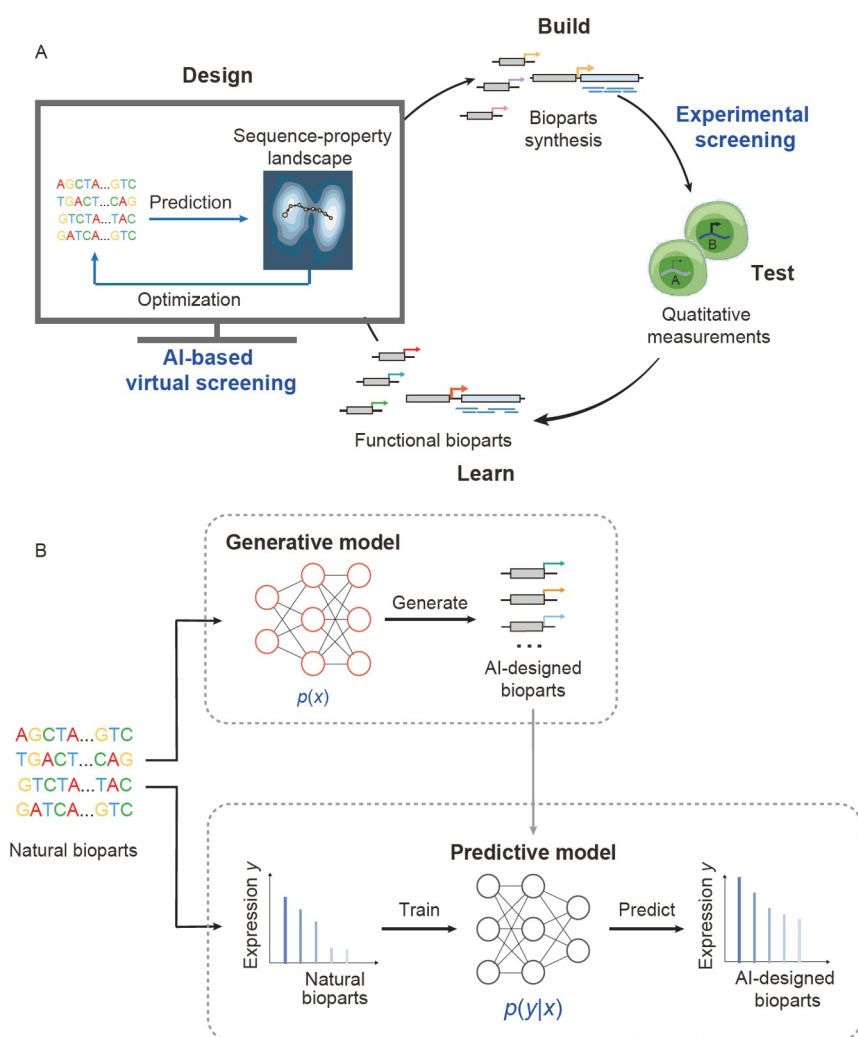 A
Design
Build
Bioparts
synthesis
Experimental
screening
Sequence-property
landscape
AGCTA...GTC
TGACT...CAG
GTCTA...TAC
GATCA...GTC
Prediction
Optimization
B
A
Test
Quatitative
measurements
AI-based
virtual screening
Functional bioparts
Learn
B
Generative model
Generate
p(x)
...
AI-designed
bioparts
AGCTA...GTC
TGACT...CAG
GTCTA...TAC
GATCA...GTC
Natural bioparts
Predictive model
Expression y
Natural
bioparts
Train
p(y|x)
Predict
Expression y
AI-designed
bioparts